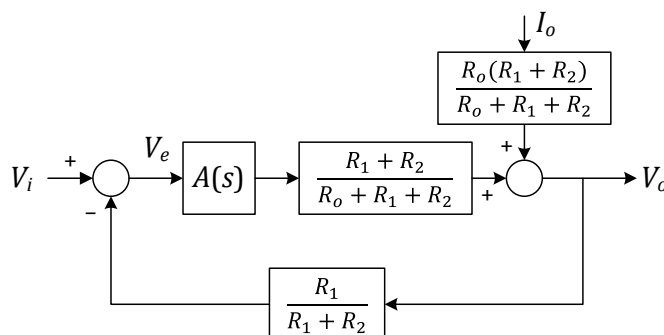 I_o
R_o(R_1 + R_2)
R_o + R_1 + R_2
+
V_i
+
−
V_e
A(s)
R_1 + R_2
R_o + R_1 + R_2
+
V_o
R_1
R_1 + R_2